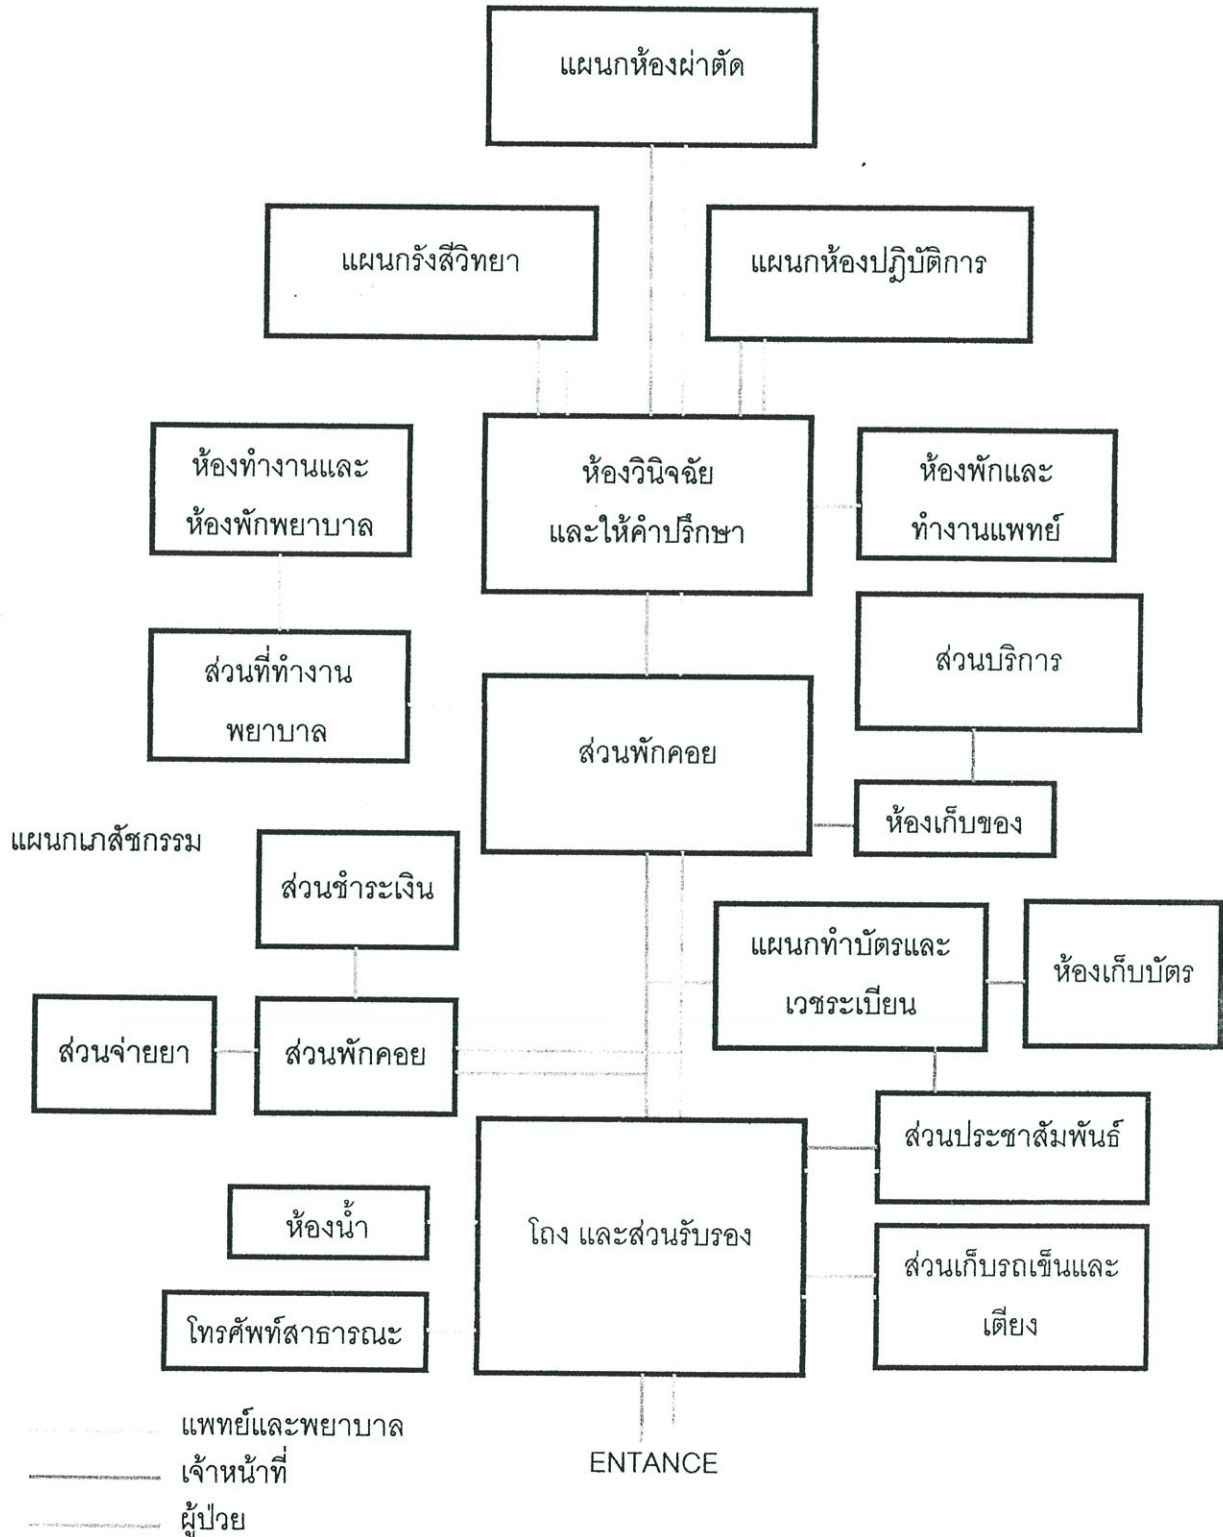 แผนกห้องผ่าตัด
แผนกรังสีวิทยา
แผนกห้องปฏิบัติการ
ห้องทำงานและ
ห้องพักพยาบาล
ห้องวินิจฉัย
และให้คำปรึกษา
ห้องพักและ
ทำงานแพทย์
ส่วนที่ทำงาน
พยาบาล
ส่วนพักคอย
ส่วนบริการ
ห้องเก็บของ
แผนกเภสัชกรรม
ส่วนชำระเงิน
แผนกทำบัตรและ
เวชระเบียน
ห้องเก็บบัตร
ส่วนจ่ายยา
ส่วนพักคอย
ส่วนประชาสัมพันธ์
ห้องน้ำ
โถง และส่วนรับรอง
ส่วนเก็บรถเข็นและ
เตียง
โทรศัพท์สาธารณะ
แพทย์และพยาบาล
เจ้าหน้าที่
ผู้ป่วย
ENTANCE